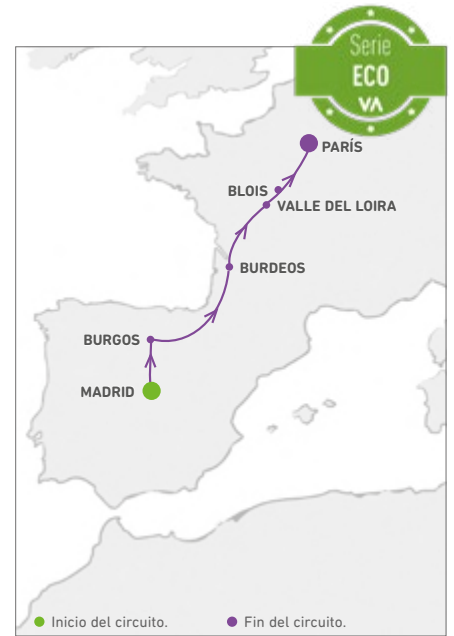 Serie
ECO
VA
PARÍS
BLOIS
VALLE DEL LOIRA
BURDEOS
BURGOS
MADRID
Inicio del circuito.
Fin del circuito.